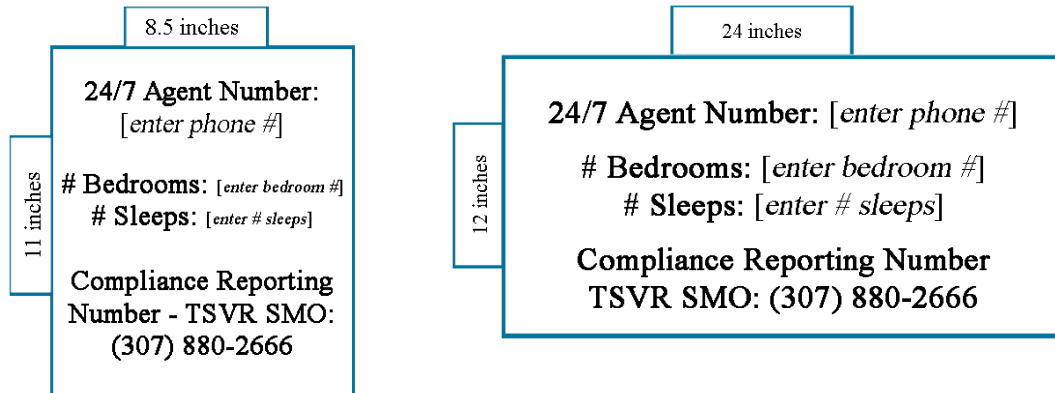 8.5 inches
11 inches
24/7 Agent Number:
[enter phone #]
# Bedrooms: [enter bedroom #]
# Sleeps: [enter # sleeps]
Compliance Reporting
Number - TSVR SMO:
(307) 880-2666
24 inches
12 inches
24/7 Agent Number: [enter phone #]
# Bedrooms: [enter bedroom #]
# Sleeps: [enter # sleeps]
Compliance Reporting Number
TSVR SMO: (307) 880-2666